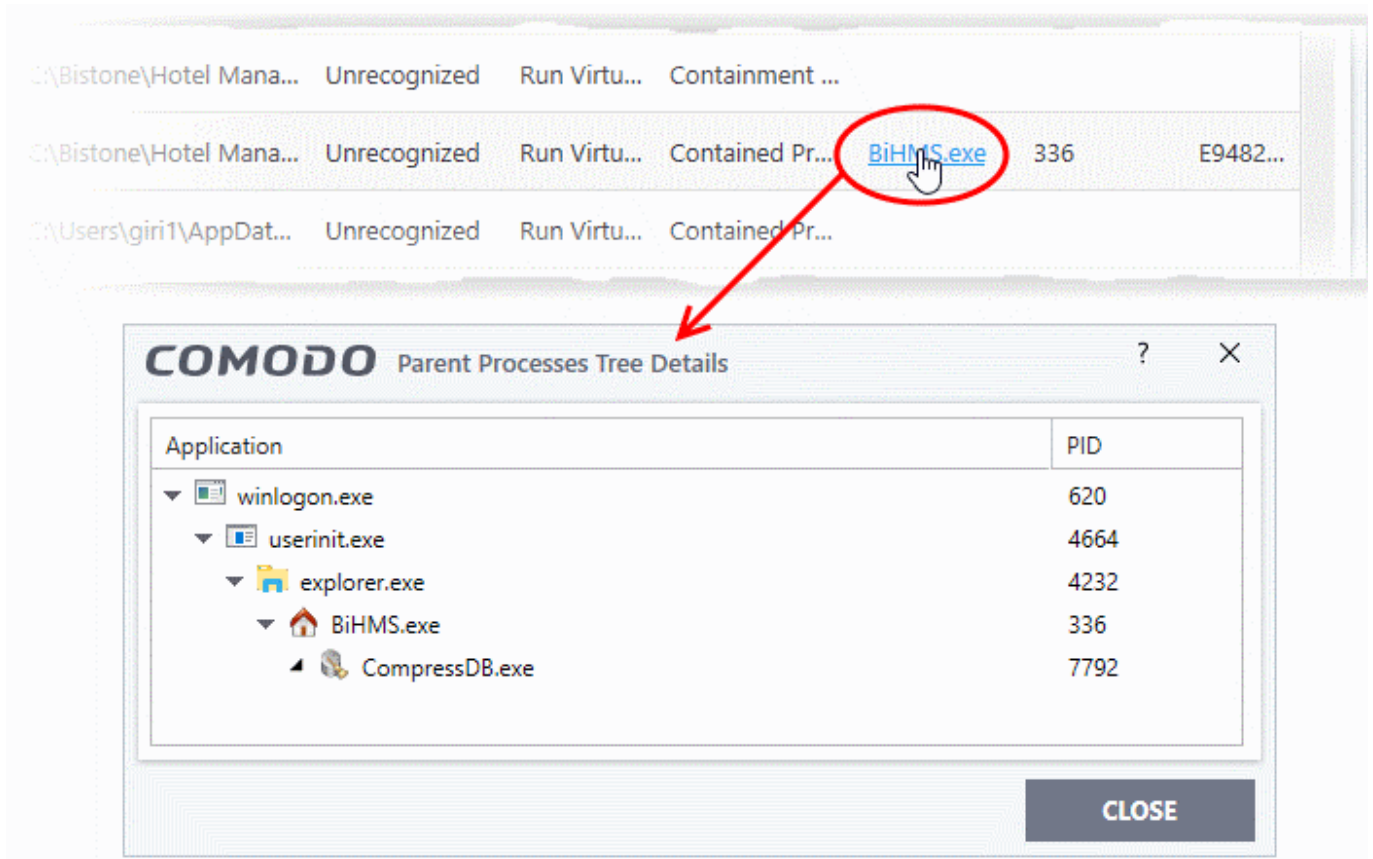 C:\Bistone\Hotel Mana... Unrecognized Run Virtu... Containment ...
C:\Bistone\Hotel Mana... Unrecognized Run Virtu... Contained Pr... BiHMS.exe 336 E9482...
C:\Users\giri1\AppDat... Unrecognized Run Virtu... Contained Pr...
COMODO Parent Processes Tree Details ?
Application PID
winlogon.exe 620
userinit.exe 4664
explorer.exe 4232
BiHMS.exe 336
CompressDB.exe 7792
CLOSE